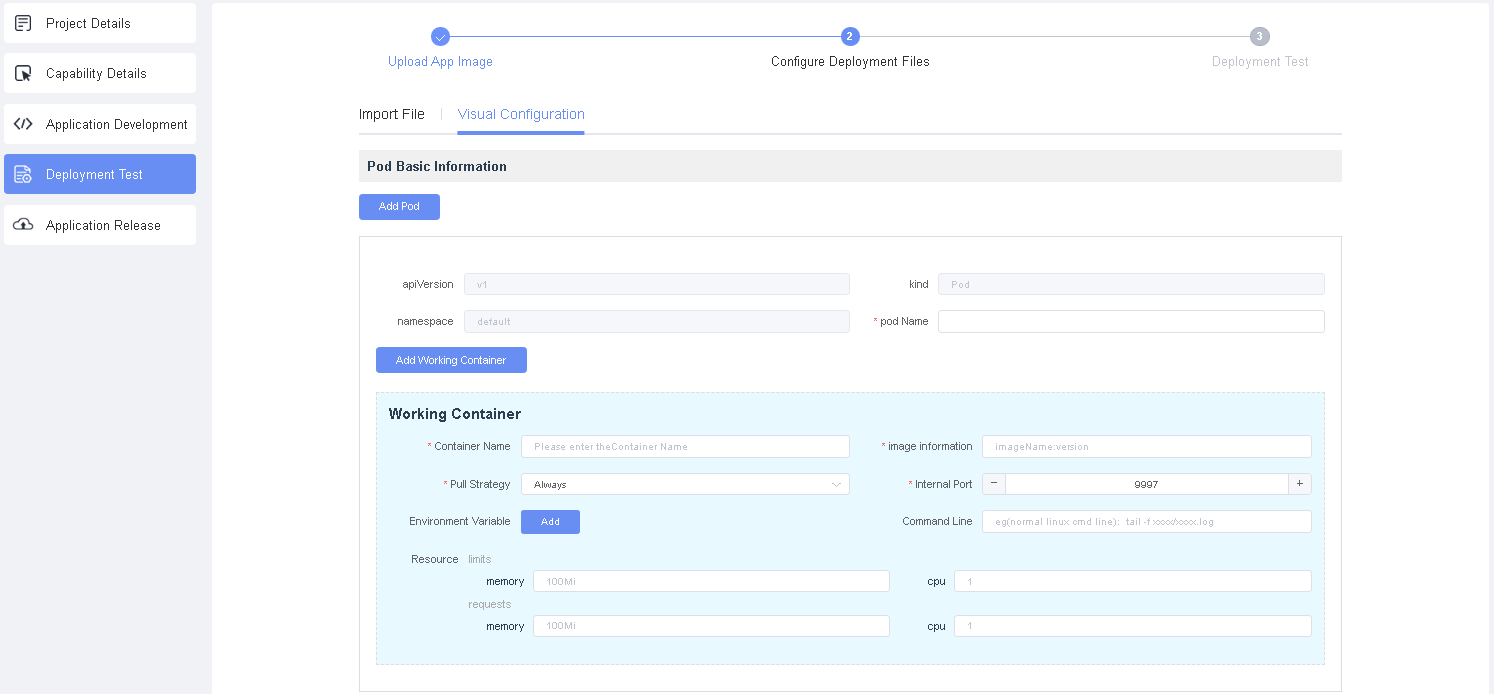 Project Details
Capability Details
Application Development
Deployment Test
Application Release
2
3
Upload App Image
Configure Deployment Files
Deployment Test
Import File
Visual Configuration
Pod Basic Information
Add Pod
apiVersion v1
kind Pod
namespace default
* pod Name
Add Working Container
Working Container
* Container Name Please enter theContainer Name
* image information imageName:version
* Pull Strategy Always
* Internal Port − 9997 +
Environment Variable Add
Command Line eg(normal linux cmd line): tail -f xxxx/xxxx.log
Resource limits
memory 100Mi
cpu 1
requests
memory 100Mi
cpu 1